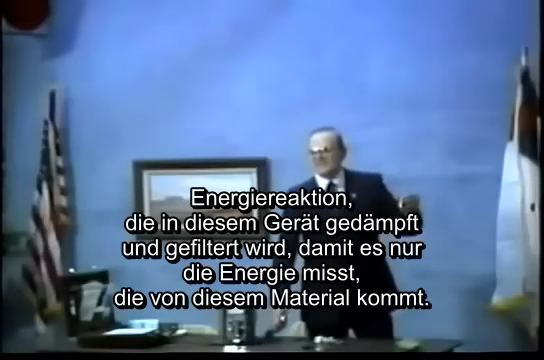 Energiereaktion,
die in diesem Gerät gedämpft
und gefiltert wird, damit es nur
die Energie misst,
die von diesem Material kommt.